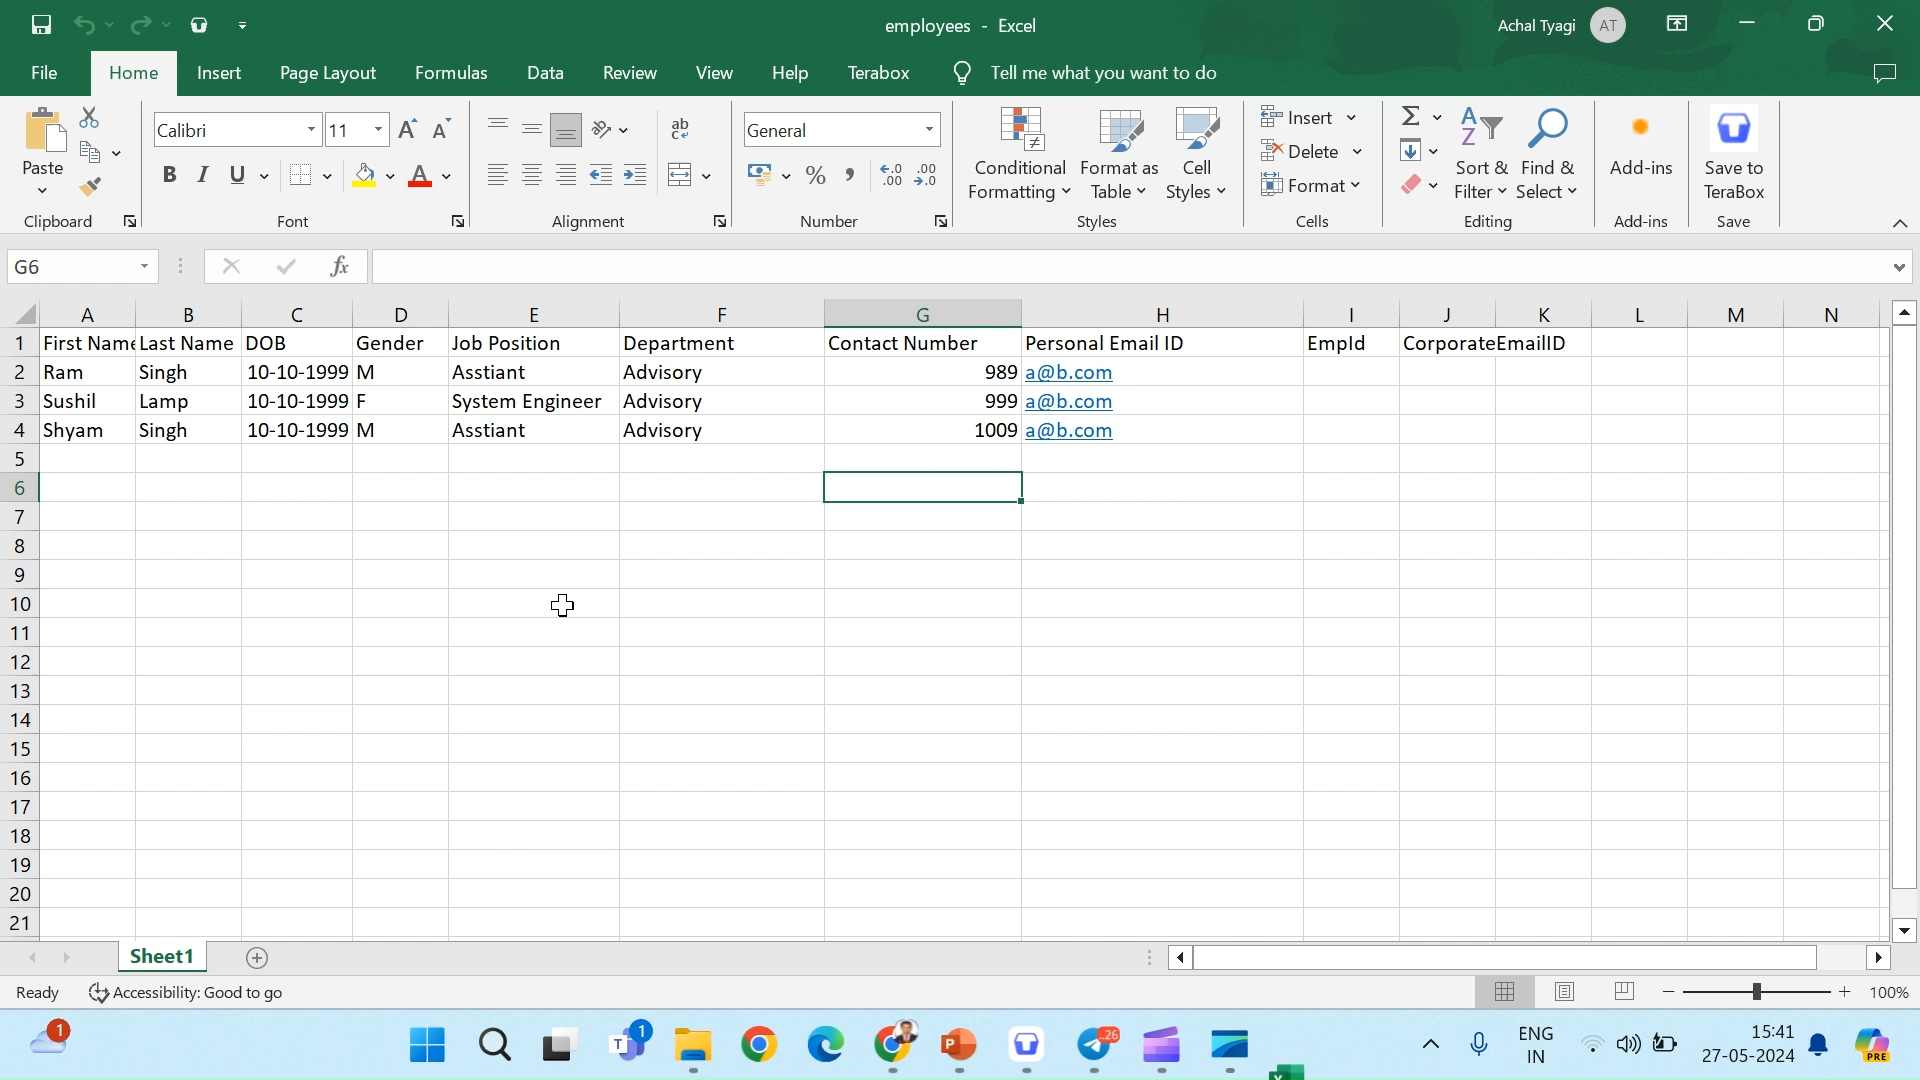 employees - Excel
Achal Tyagi AT
File Home Insert Page Layout Formulas Data Review View Help Terabox Tell me what you want to do
Paste
Clipboard
Calibri 11
B I U
Font
ab
Alignment
General
% .00
Number
Conditional Formatting
Format as Table
Cell Styles
Styles
Insert
Delete
Format
Cells
Sort & Filter
Find & Select
Editing
Add-ins
Add-ins
Save to TeraBox
Save
G6 fx
A B C D E F G H I J K L M N
1 First Name Last Name DOB Gender Job Position Department Contact Number Personal Email ID EmpId CorporateEmailID
2 Ram Singh 10-10-1999 M Asstiant Advisory 989 a@b.com
3 Sushil Lamp 10-10-1999 F System Engineer Advisory 999 a@b.com
4 Shyam Singh 10-10-1999 M Asstiant Advisory 1009 a@b.com
5
6
7
8
9
10
11
12
13
14
15
16
17
18
19
20
21
Sheet1
Ready Accessibility: Good to go 100%
1 1 26 ENG IN 15:41 27-05-2024 PRE